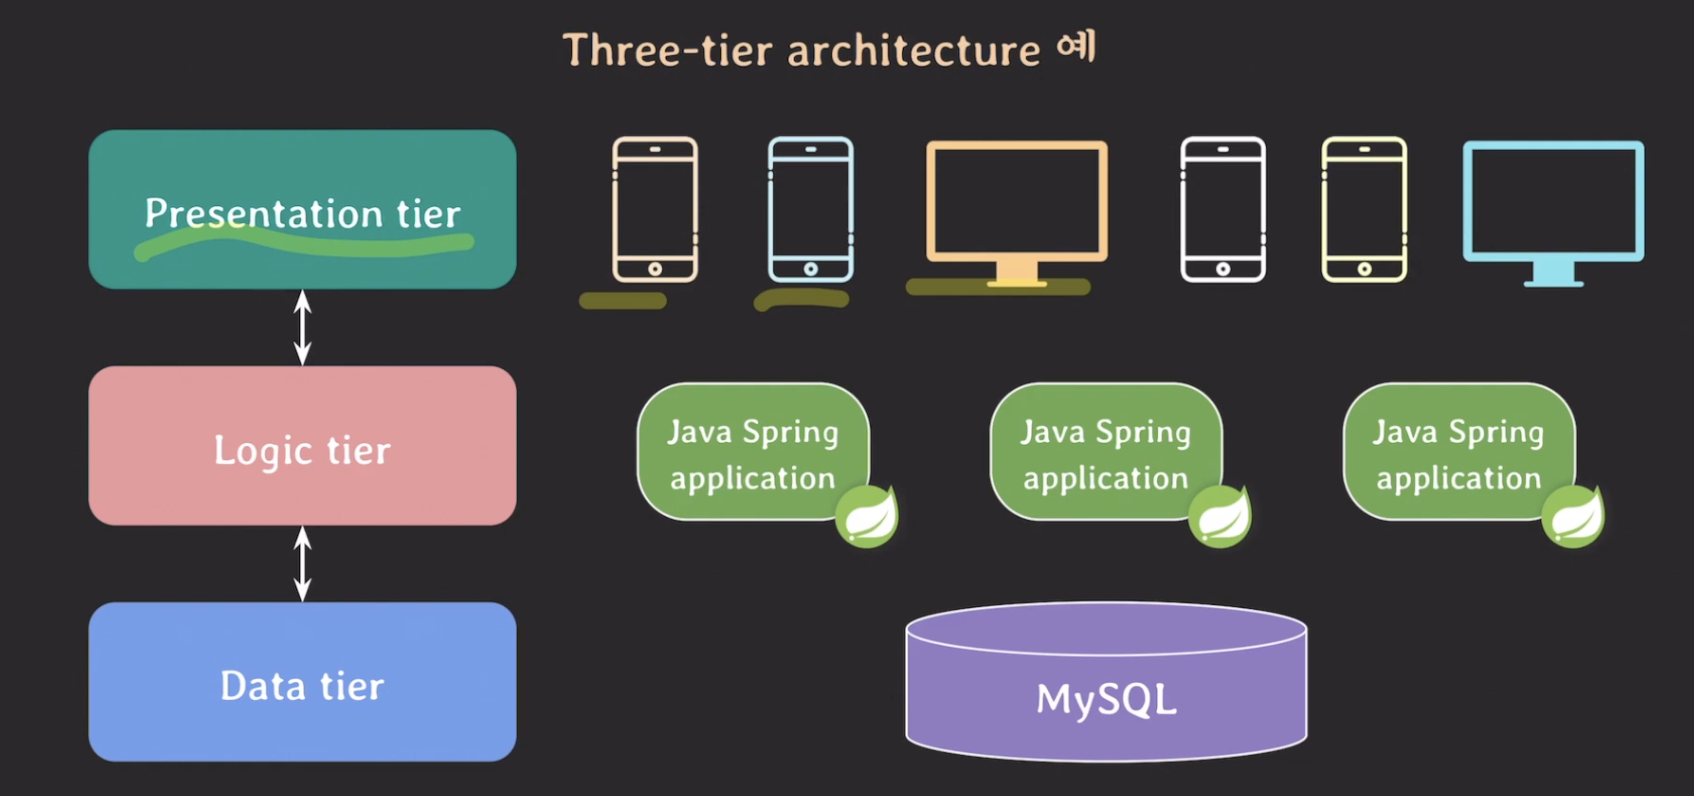 Three-tier architecture 예
Presentation tier
Logic tier
Java Spring
application
Java Spring
application
Java Spring
application
Data tier
MySQL